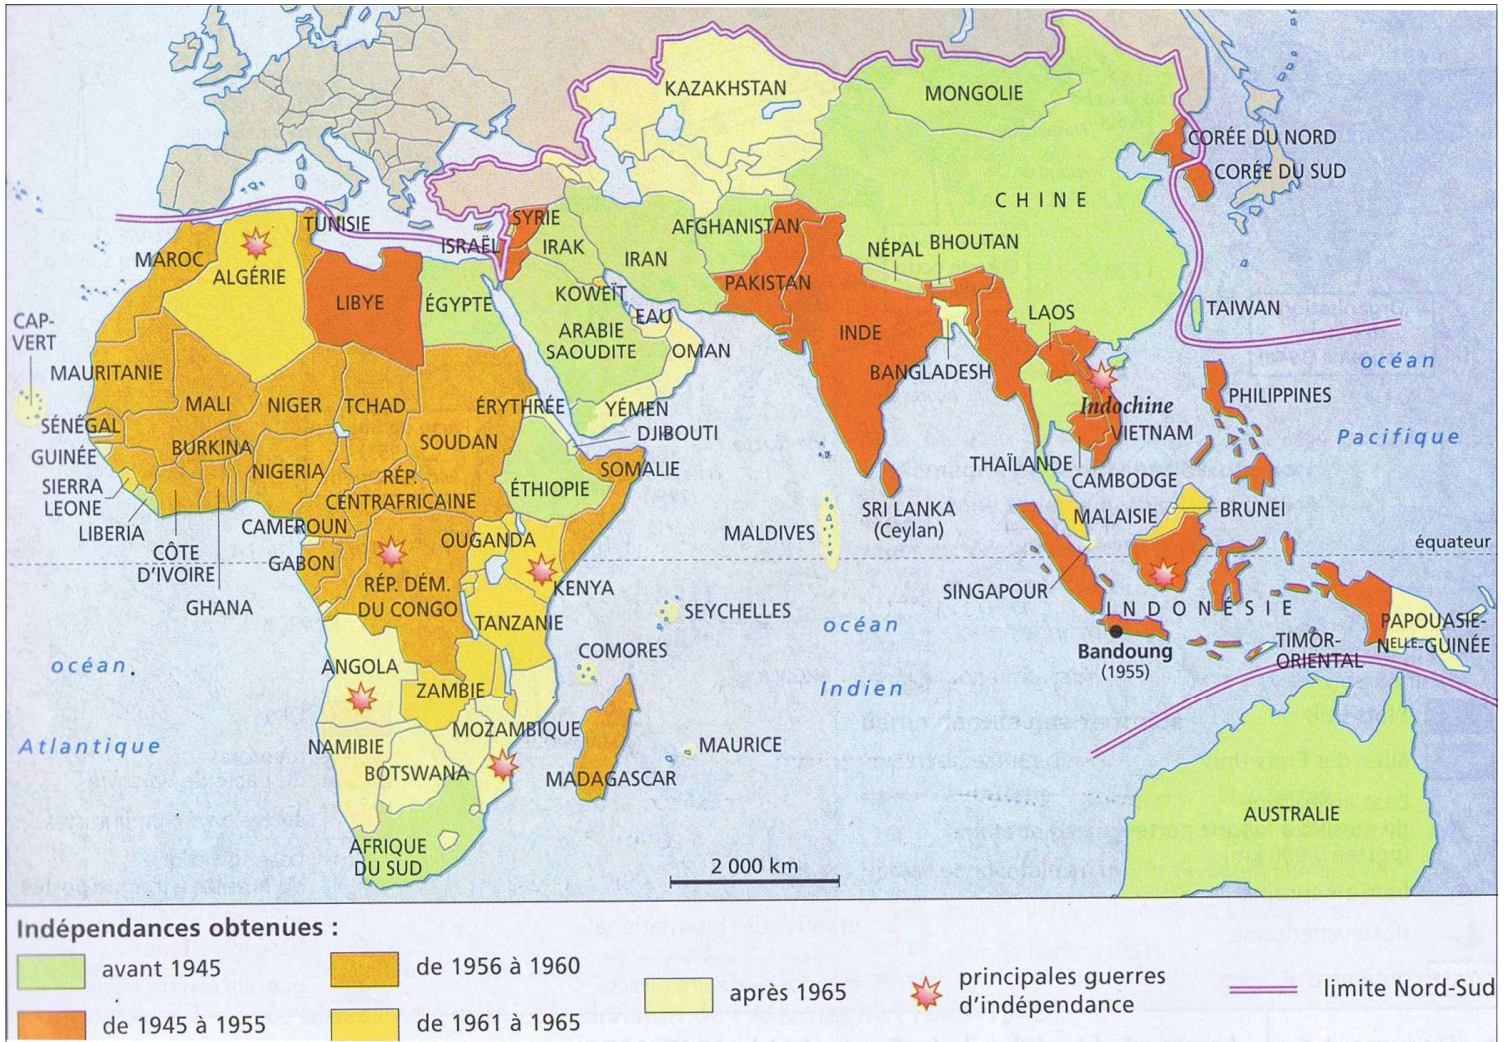 KAZAKHSTAN
MONGOLIE
CORÉE DU NORD
CORÉE DU SUD
CHINE
TUNISIE
SYRIE
ISRAËL
IRAK
IRAN
AFGHANISTAN
NÉPAL
BHOUTAN
MAROC
ALGÉRIE
LIBYE
ÉGYPTE
KOWEÏT
EAU
PAKISTAN
LAOS
TAIWAN
CAP-
VERT
ARABIE
SAOUDITE
OMAN
INDE
BANGLADESH
océan
Pacifique
MAURITANIE
MALI
NIGER
TCHAD
ÉRYTHRÉE
YÉMEN
DJIBOUTI
Indochine
VIETNAM
PHILIPPINES
SÉNÉGAL
GUINÉE
BURKINA
SOUDAN
SIERRA
LEONE
NIGERIA
RÉP.
CENTRAFRICAINE
SOMALIE
ÉTHIOPIE
THAÏLANDE
CAMBODGE
LIBERIA
CAMEROUN
MALDIVES
SRI LANKA
(Ceylan)
MALAISIE
BRUNEI
CÔTE
D'IVOIRE
GABON
OUGANDA
équateur
GHANA
RÉP. DÉM.
DU CONGO
KENYA
SINGAPOUR
INDONÉSIE
TANZANIE
SEYCHELLES
océan
Indien
PAPOUASIE-
NELLE-GUINÉE
TIMOR-
ORIENTAL
Bandoung
(1955)
océan
Atlantique
ANGOLA
COMORES
ZAMBIE
MOZAMBIQUE
NAMIBIE
BOTSWANA
MAURICE
MADAGASCAR
AFRIQUE
DU SUD
AUSTRALIE
2 000 km
Indépendances obtenues :
avant 1945
de 1945 à 1955
de 1956 à 1960
de 1961 à 1965
après 1965
principales guerres
d'indépendance
limite Nord-Sud